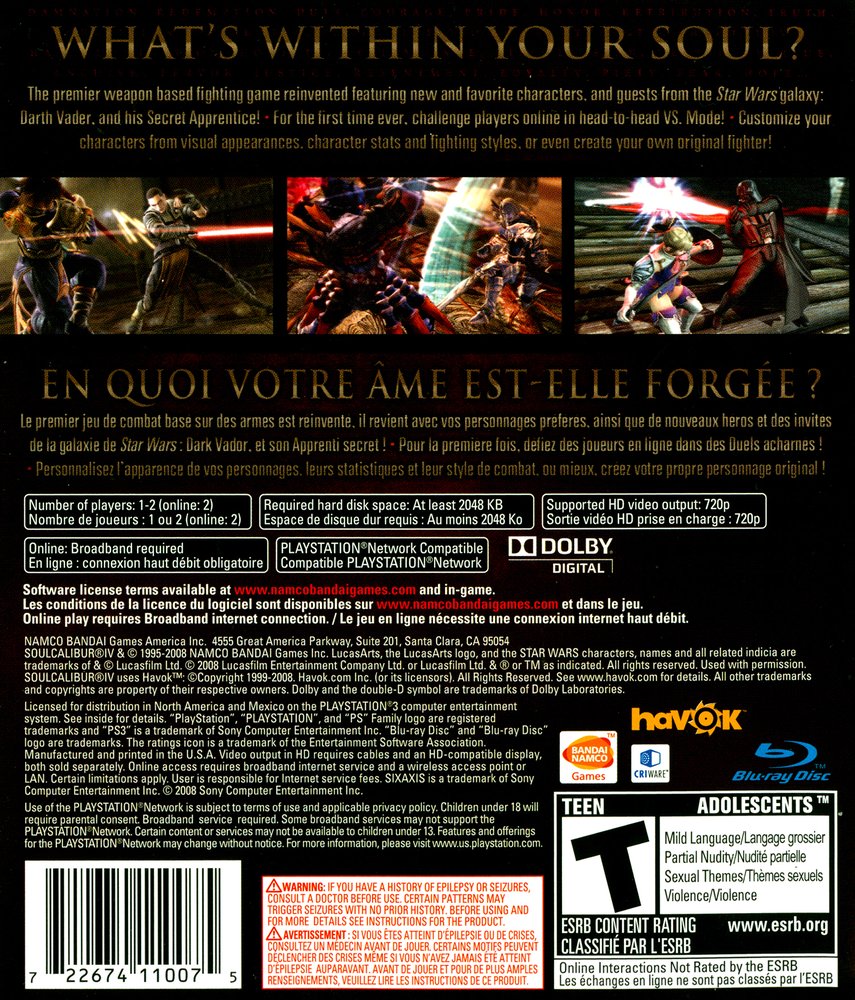 WHAT'S WITHIN YOUR SOUL?
The premier weapon based fighting game reinvented featuring new and favorite characters, and guests from the Star Wars galaxy:
Darth Vader, and his Secret Apprentice! • For the first time ever, challenge players online in head-to-head VS. Mode! • Customize your
characters from visual appearances, character stats and fighting styles, or even create your own original fighter!
EN QUOI VOTRE ÂME EST-ELLE FORGÉE ?
Le premier jeu de combat base sur des armes est reinvente, il revient avec vos personnages préferes, ainsi que de nouveaux heros et des invites
de la galaxie de Star Wars : Dark Vador, et son Apprenti secret ! • Pour la premiere fois, defiez des joueurs en ligne dans des Duels acharnes !
• Personnalisez l'apparence de vos personnages, leurs statistiques et leur style de combat, ou mieux, creez votre propre personnage original !
Number of players: 1-2 (online: 2)
Nombre de joueurs : 1 ou 2 (online: 2)
Required hard disk space: At least 2048 KB
Espace de disque dur requis : Au moins 2048 Ko
Supported HD video output: 720p
Sortie vidéo HD prise en charge : 720p
Online: Broadband required
En ligne : connexion haut débit obligatoire
PLAYSTATION®Network Compatible
Compatible PLAYSTATION®Network
DOLBY
DIGITAL
Software license terms available at www.namcobandaigames.com and in-game.
Les conditions de la licence du logiciel sont disponibles sur www.namcobandaigames.com et dans le jeu.
Online play requires Broadband internet connection. / Le jeu en ligne nécessite une connexion internet haut débit.
NAMCO BANDAI Games America Inc. 4555 Great America Parkway, Suite 201, Santa Clara, CA 95054
SOULCALIBUR®IV & © 1995-2008 NAMCO BANDAI Games Inc. LucasArts, the LucasArts logo, and the STAR WARS characters, names and all related indicia are
trademarks of & © Lucasfilm Ltd. © 2008 Lucasfilm Entertainment Company Ltd. or Lucasfilm Ltd. & ® or TM as indicated. All rights reserved. Used with permission.
SOULCALIBUR®IV uses Havok™: ©Copyright 1999-2008. Havok.com Inc. (or its licensors). All Rights Reserved. See www.havok.com for details. All other trademarks
and copyrights are property of their respective owners. Dolby and the double-D symbol are trademarks of Dolby Laboratories.
Licensed for distribution in North America and Mexico on the PLAYSTATION®3 computer entertainment
system. See inside for details. "PlayStation", "PLAYSTATION", and "PS" Family logo are registered
trademarks and "PS3" is a trademark of Sony Computer Entertainment Inc. "Blu-ray Disc" and "Blu-ray Disc"
logo are trademarks. The ratings icon is a trademark of the Entertainment Software Association.
Manufactured and printed in the U.S.A. Video output in HD requires cables and an HD-compatible display,
both sold separately. Online access requires broadband internet service and a wireless access point or
LAN. Certain limitations apply. User is responsible for Internet service fees. SIXAXIS is a trademark of Sony
Computer Entertainment Inc. © 2008 Sony Computer Entertainment Inc.
Use of the PLAYSTATION®Network is subject to terms of use and applicable privacy policy. Children under 18 will
require parental consent. Broadband service required. Some broadband services may not support the
PLAYSTATION®Network. Certain content or services may not be available to children under 13. Features and offerings
for the PLAYSTATION®Network may change without notice. For more information, please visit www.us.playstation.com.
havok™
BANDAI
NAMCO
Games
CRIWARE™
Blu-ray Disc™
TEEN ADOLESCENTS™
T
Mild Language/Langage grossier
Partial Nudity/Nudité partielle
Sexual Themes/Thèmes sexuels
Violence/Violence
ESRB CONTENT RATING www.esrb.org
CLASSIFIÉ PAR L'ESRB
Online Interactions Not Rated by the ESRB
Les échanges en ligne ne sont pas classés par l'ESRB
7 22674 11007 5
WARNING: IF YOU HAVE A HISTORY OF EPILEPSY OR SEIZURES,
CONSULT A DOCTOR BEFORE USE. CERTAIN PATTERNS MAY
TRIGGER SEIZURES WITH NO PRIOR HISTORY. BEFORE USING AND
FOR MORE DETAILS SEE INSTRUCTIONS FOR THE PRODUCT.
AVERTISSEMENT : SI VOUS ÊTES ATTEINT D'ÉPILEPSIE OU DE CRISES,
CONSULTEZ UN MÉDECIN AVANT DE JOUER. CERTAINS MOTIFS PEUVENT
DÉCLENCHER DES CRISES MÊME SI VOUS N'AVEZ JAMAIS ÉTÉ ATTEINT
D'ÉPILEPSIE AUPARAVANT. AVANT DE JOUER ET POUR DE PLUS AMPLES
RENSEIGNEMENTS, VEUILLEZ LIRE LES INSTRUCTIONS DE CE PRODUIT.